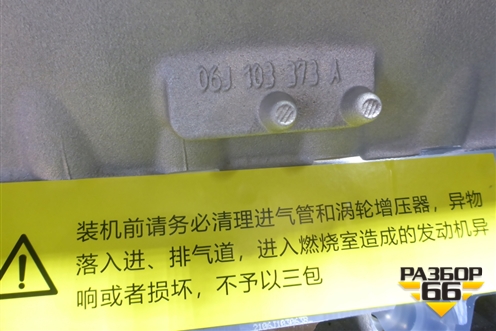 06J 103 373 A
装机前请务必清理进气管和涡轮增压器，异物
落入进、排气道，进入燃烧室造成的发动机异
响或者损坏，不予以三包
РАЗБОР
66